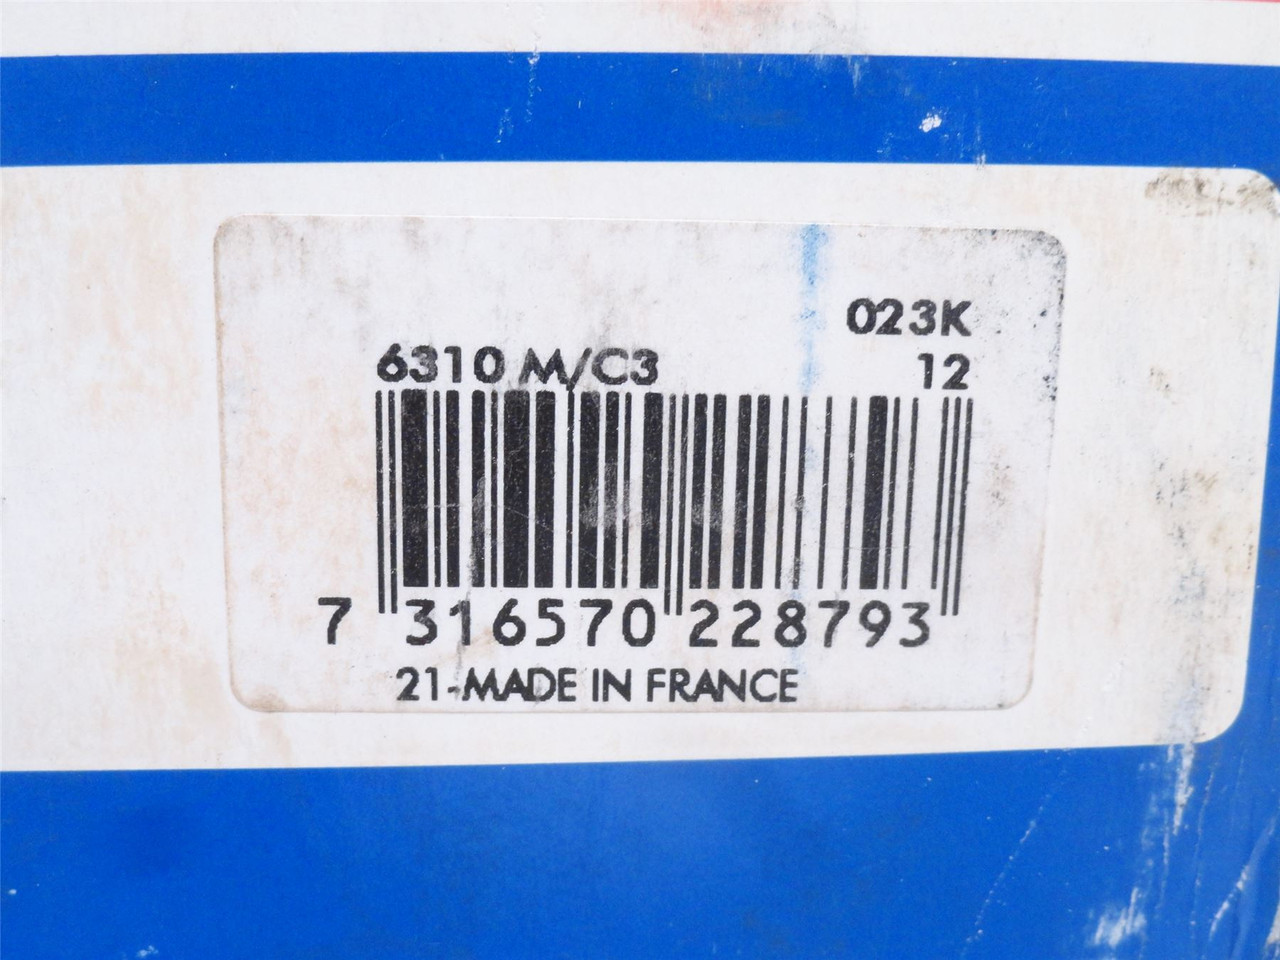 023K
6310 M/C3 12
7 316570 228793
21-MADE IN FRANCE